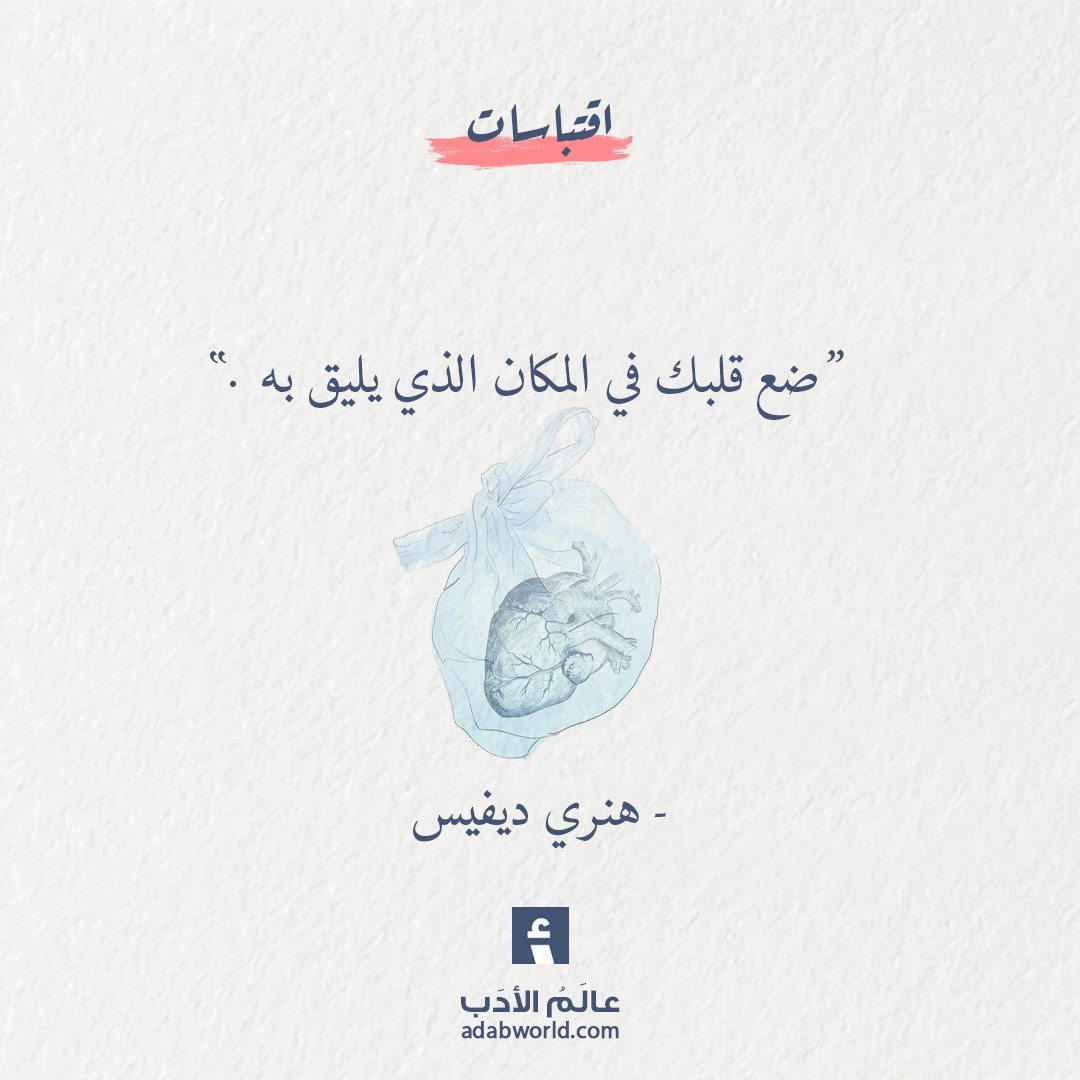 اقتباسات
”ضع قلبك في المكان الذي يليق به .“
- هنري ديفيس
أ
عالَمُ الأدَب
adabworld.com